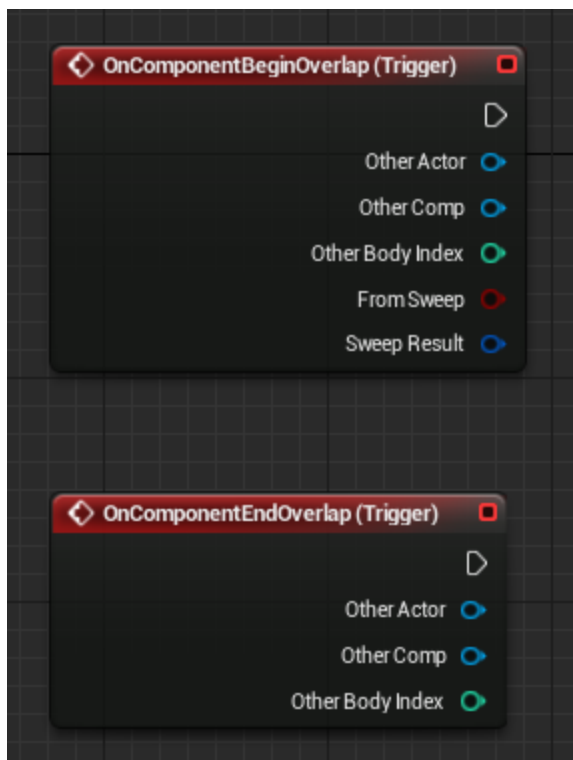 OnComponentBeginOverlap (Trigger)
Other Actor
Other Comp
Other Body Index
From Sweep
Sweep Result
OnComponentEndOverlap (Trigger)
Other Actor
Other Comp
Other Body Index